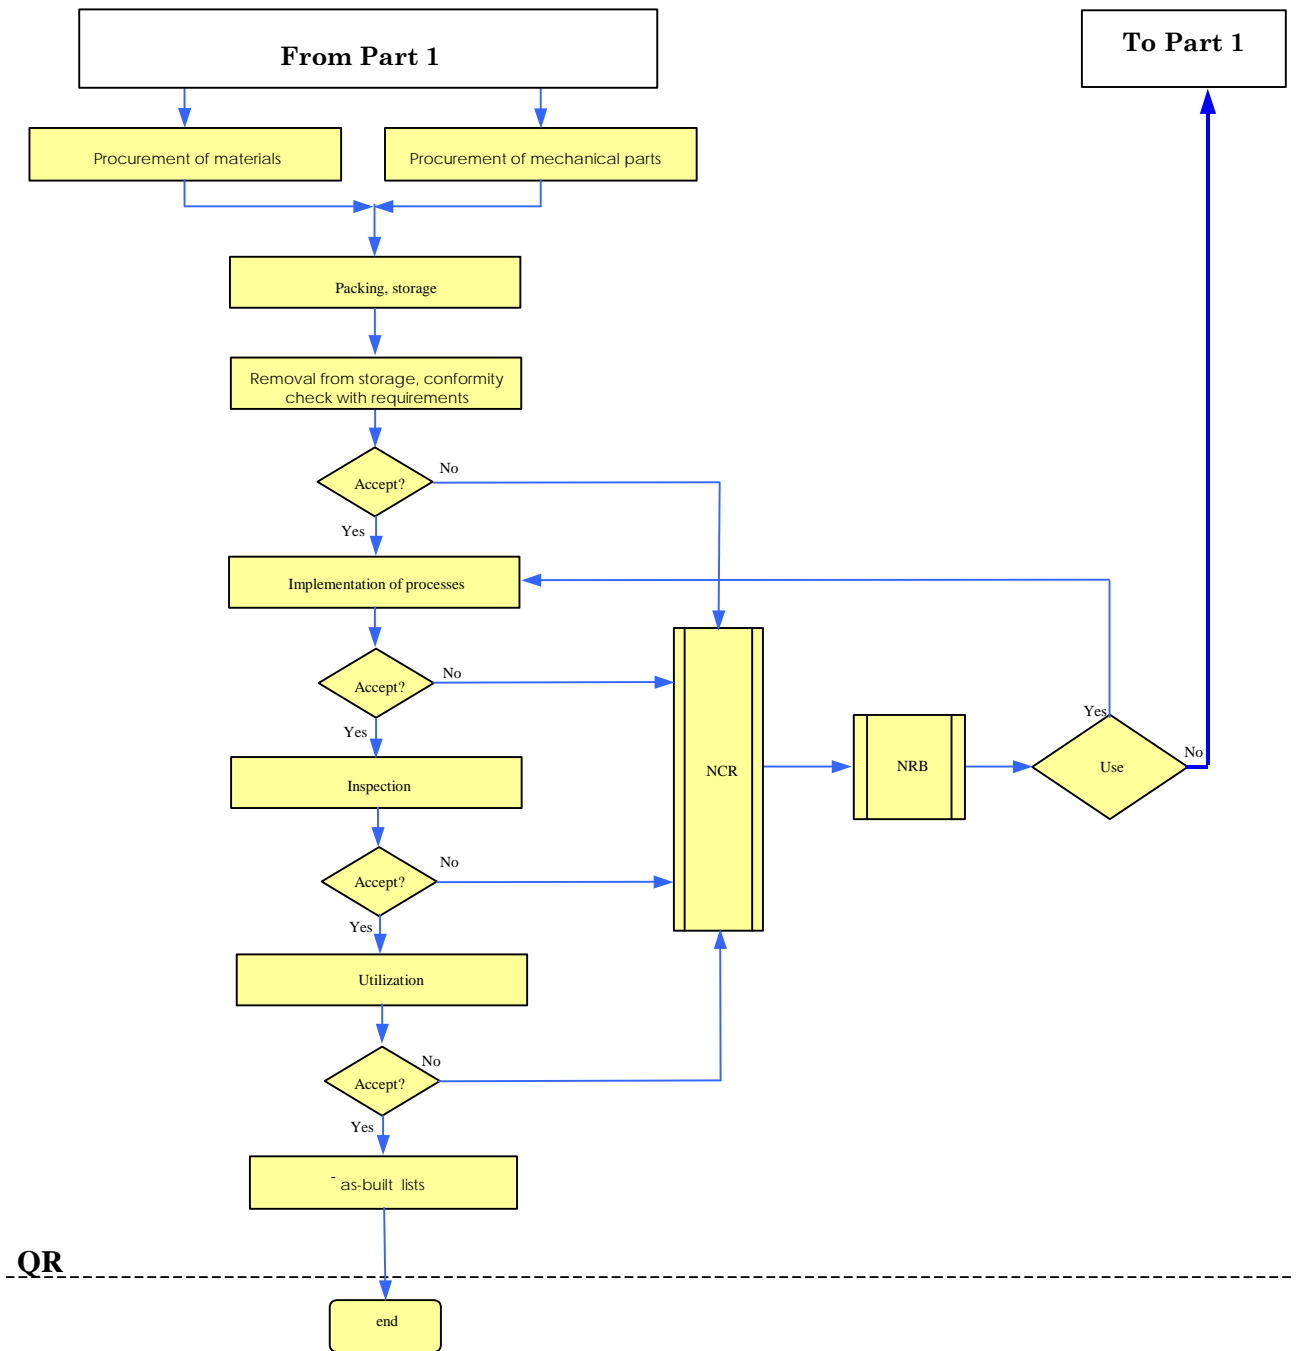 From Part 1
To Part 1
Procurement of materials
Procurement of mechanical parts
Packing, storage
Removal from storage, conformity
check with requirements
Accept?
No
Yes
Implementation of processes
Accept?
No
Yes
Inspection
Accept?
No
Yes
Utilization
Accept?
No
Yes
- as-built lists
NCR
NRB
Use
Yes
No
QR
end